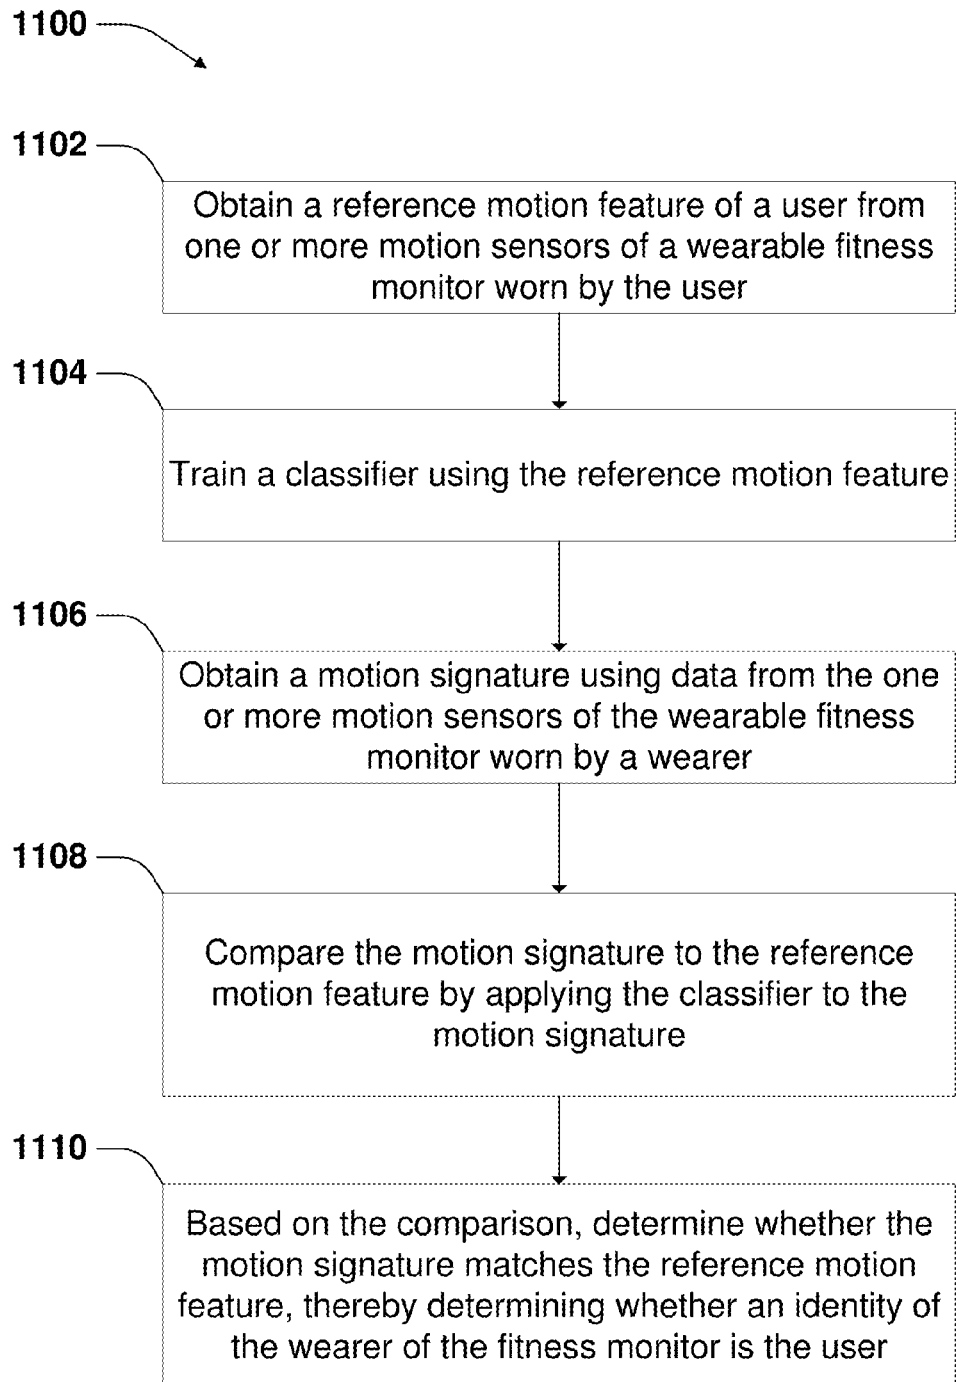 1100
1102
Obtain a reference motion feature of a user from
one or more motion sensors of a wearable fitness
monitor worn by the user
1104
Train a classifier using the reference motion feature
1106
Obtain a motion signature using data from the one
or more motion sensors of the wearable fitness
monitor worn by a wearer
1108
Compare the motion signature to the reference
motion feature by applying the classifier to the
motion signature
1110
Based on the comparison, determine whether the
motion signature matches the reference motion
feature, thereby determining whether an identity of
the wearer of the fitness monitor is the user